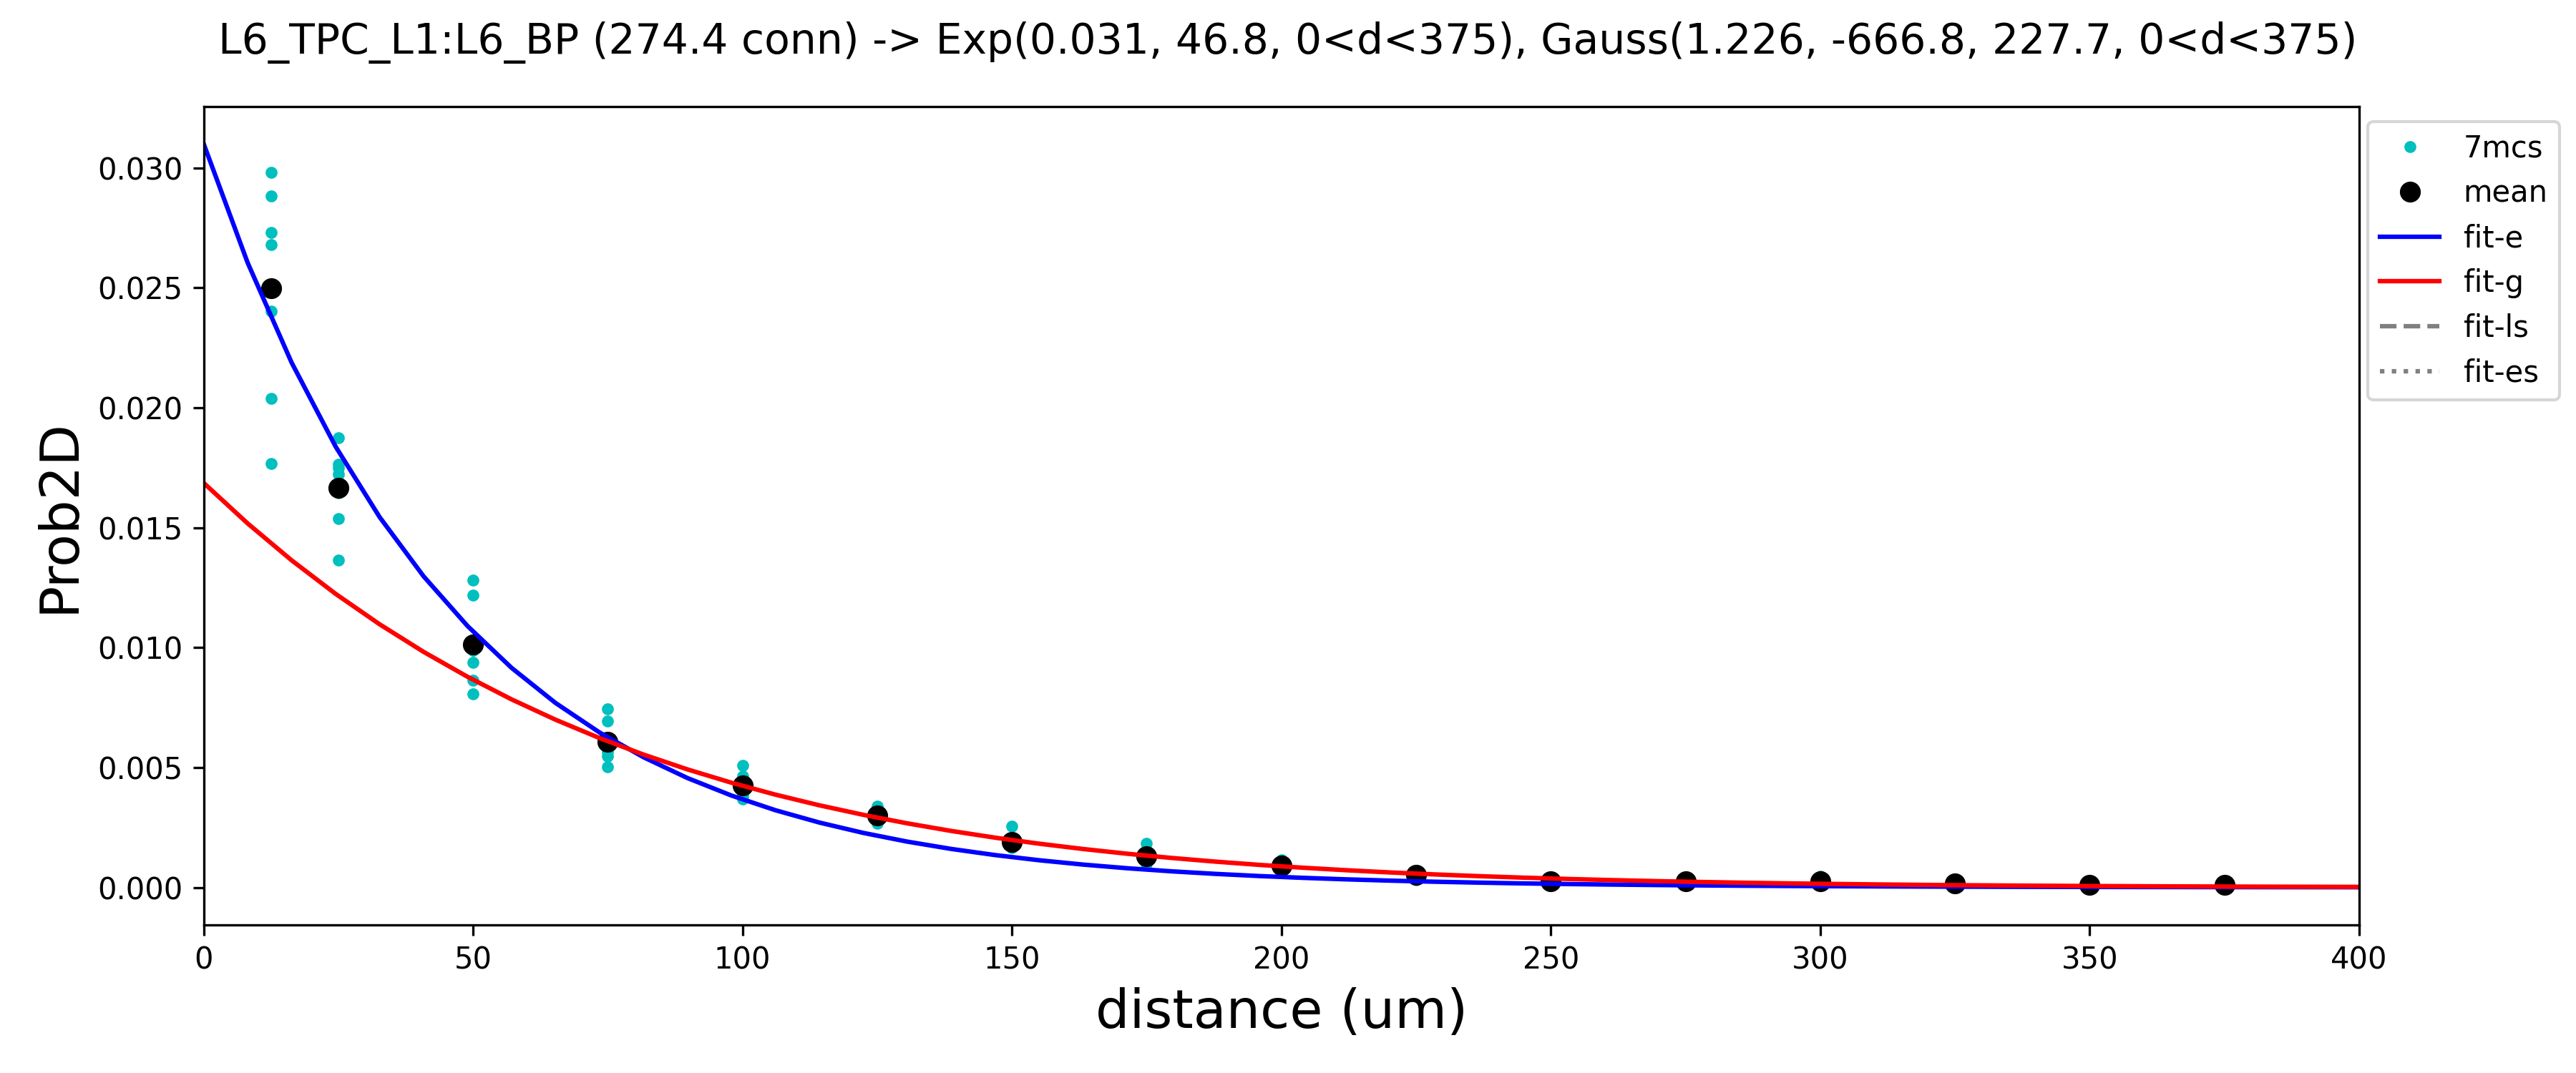 L6_TPC_L1:L6_BP (274.4 conn) -> Exp(0.031, 46.8, 0<d<375), Gauss(1.226, -666.8, 227.7, 0<d<375)
7mcs
mean
fit-e
fit-g
fit-ls
fit-es
Prob2D
0.030
0.025
0.020
0.015
0.010
0.005
0.000
0 50 100 150 200 250 300 350 400
distance (um)